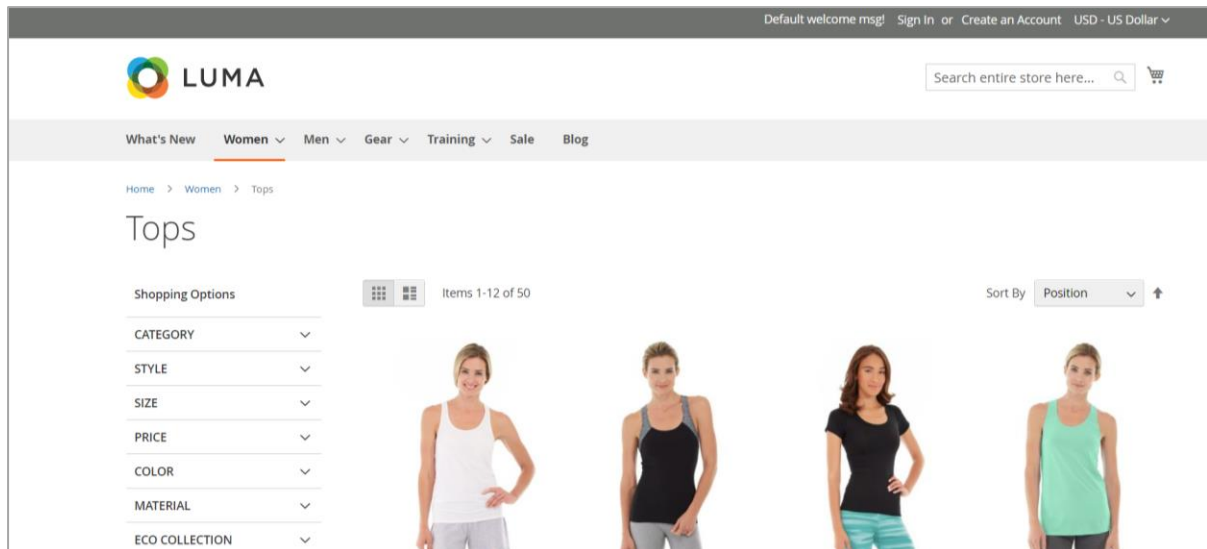 Default welcome msg! Sign In or Create an Account USD - US Dollar
LUMA
Search entire store here...
What's New Women Men Gear Training Sale Blog
Home > Women > Tops
Tops
Shopping Options
Items 1-12 of 50
Sort By Position
CATEGORY
STYLE
SIZE
PRICE
COLOR
MATERIAL
ECO COLLECTION